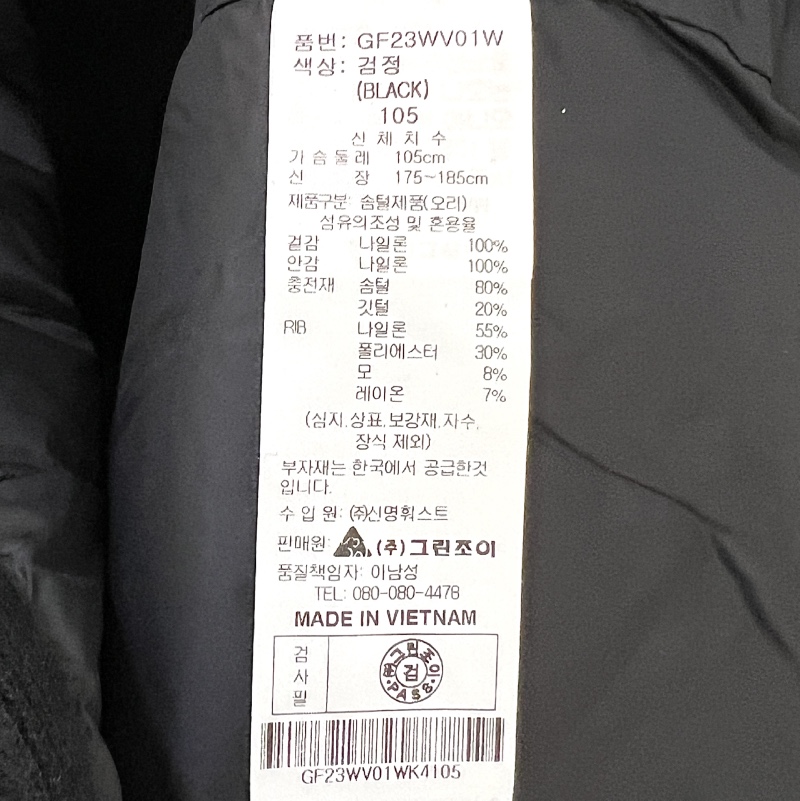 품번: GF23WV01W
색상: 검정
(BLACK)
105
신 체 치 수
가 슴 둘 레 105cm
신 장 175~185cm
제품구분: 솜털제품(오리)
섬유의조성 및 혼용율
겉감 나일론 100%
안감 나일론 100%
충전재 솜털 80%
깃털 20%
RIB 나일론 55%
폴리에스터 30%
모 8%
레이온 7%
(심지.상표.보강재.자수.
장식 제외)
부자재는 한국에서 공급한것
입니다.
수 입 원: ㈜신명훠스트
판매원: (주)그린조이
품질책임자: 이남성
TEL: 080-080-4478
MADE IN VIETNAM
검
사
필
그린조이
검
PASS
GF23WV01WK4105